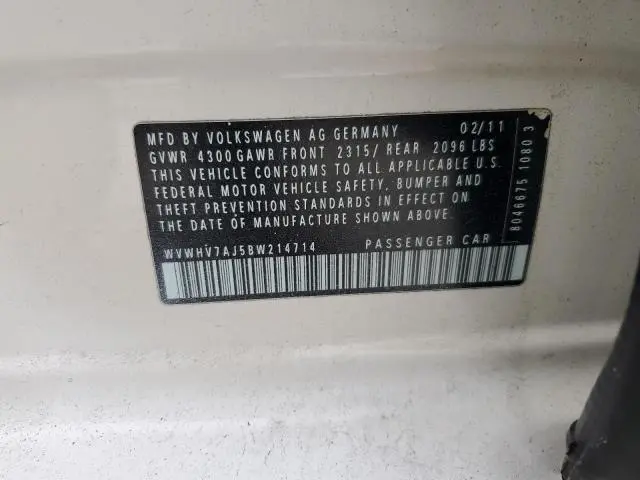 MFD BY VOLKSWAGEN AG GERMANY 02/11
GVWR 4300 GAWR FRONT 2315/ REAR 2096 LBS
THIS VEHICLE CONFORMS TO ALL APPLICABLE U.S.
FEDERAL MOTOR VEHICLE SAFETY, BUMPER AND
THEFT PREVENTION STANDARDS IN EFFECT ON
THE DATE OF MANUFACTURE SHOWN ABOVE.
WVWHV7AJ5BW214714 PASSENGER CAR
8046675 1080 3